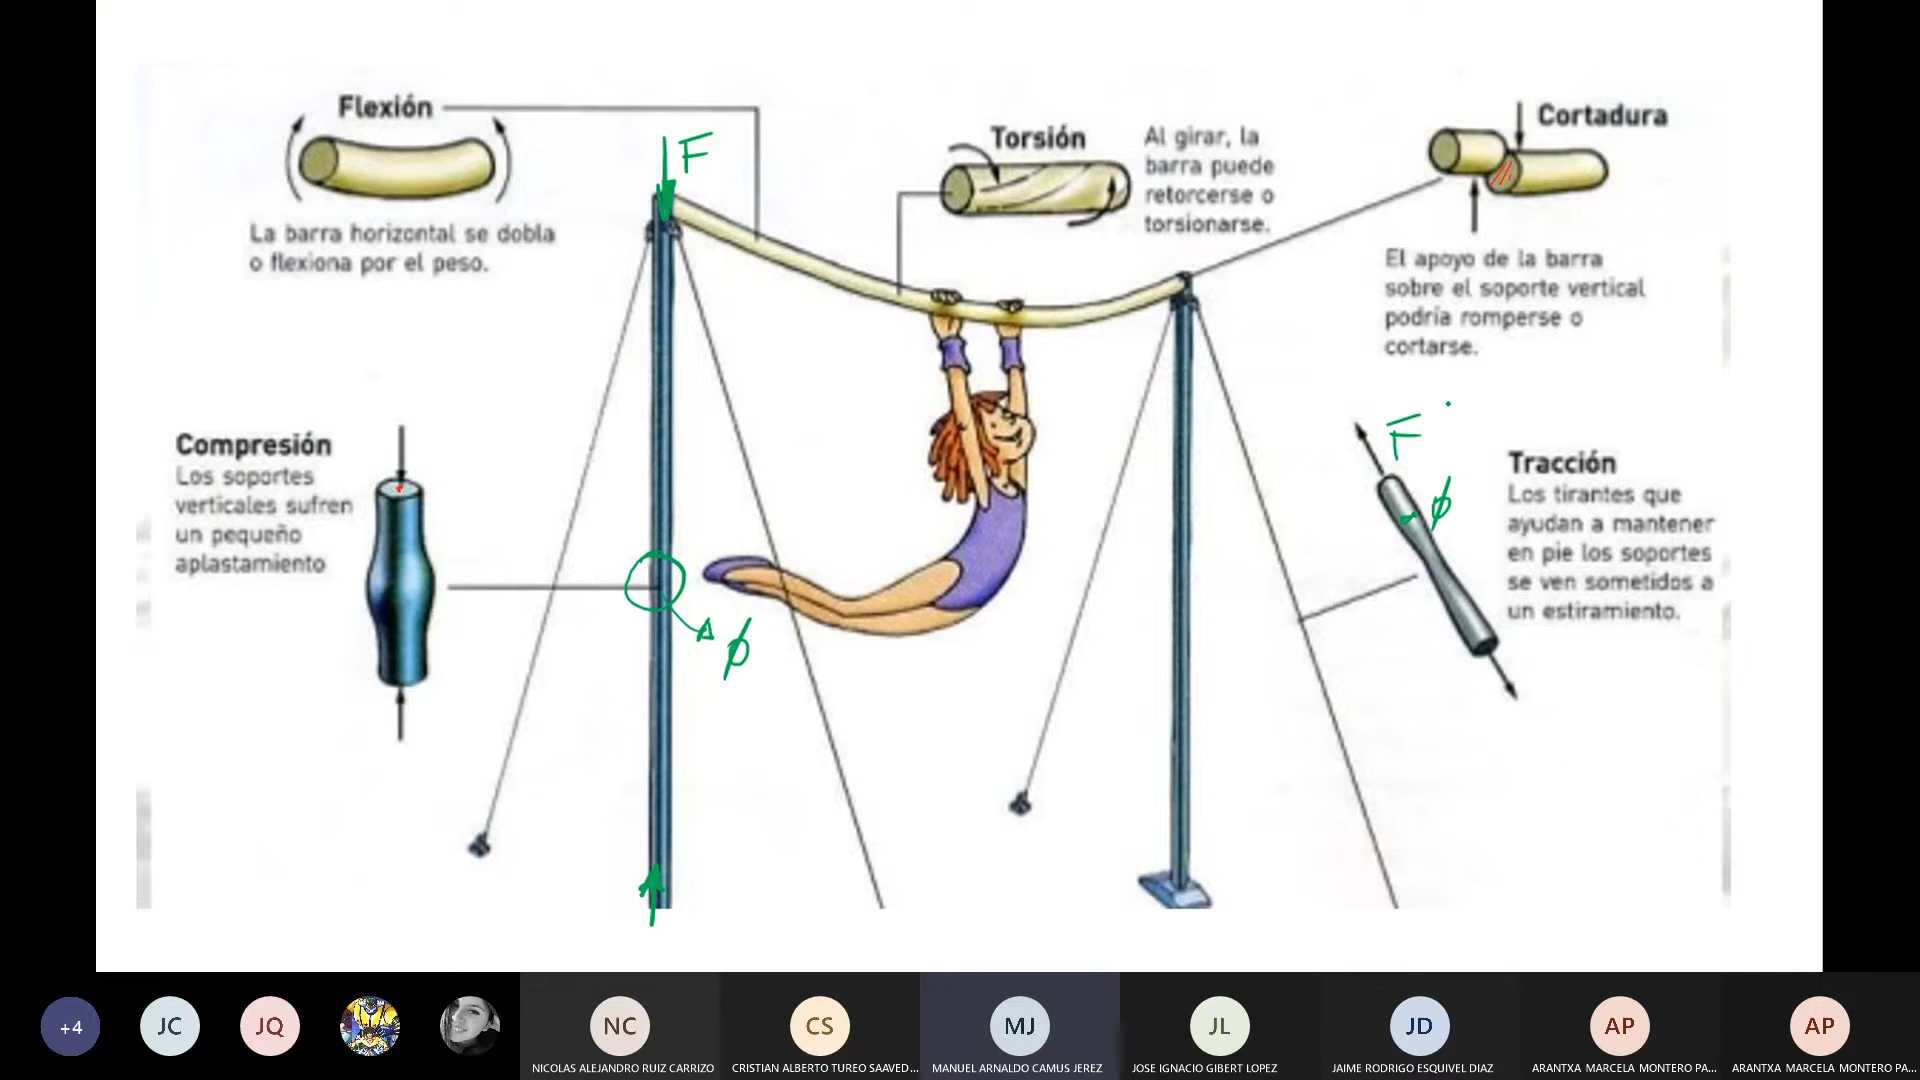 Flexión
La barra horizontal se dobla
o flexiona por el peso.
F
Torsión
Al girar, la
barra puede
retorcerse o
torsionarse.
Cortadura
El apoyo de la barra
sobre el soporte vertical
podría romperse o
cortarse.
Compresión
Los soportes
verticales sufren
un pequeño
aplastamiento
ϕ
F
ϕ
Tracción
Los tirantes que
ayudan a mantener
en pie los soportes
se ven sometidos a
un estiramiento.
+4
JC
JQ
NC
NICOLAS ALEJANDRO RUIZ CARRIZO
CS
CRISTIAN ALBERTO TUREO SAAVED...
MJ
MANUEL ARNALDO CAMUS JEREZ
JL
JOSE IGNACIO GIBERT LOPEZ
JD
JAIME RODRIGO ESQUIVEL DIAZ
AP
ARANTXA MARCELA MONTERO PA...
AP
ARANTXA MARCELA MONTERO PA...